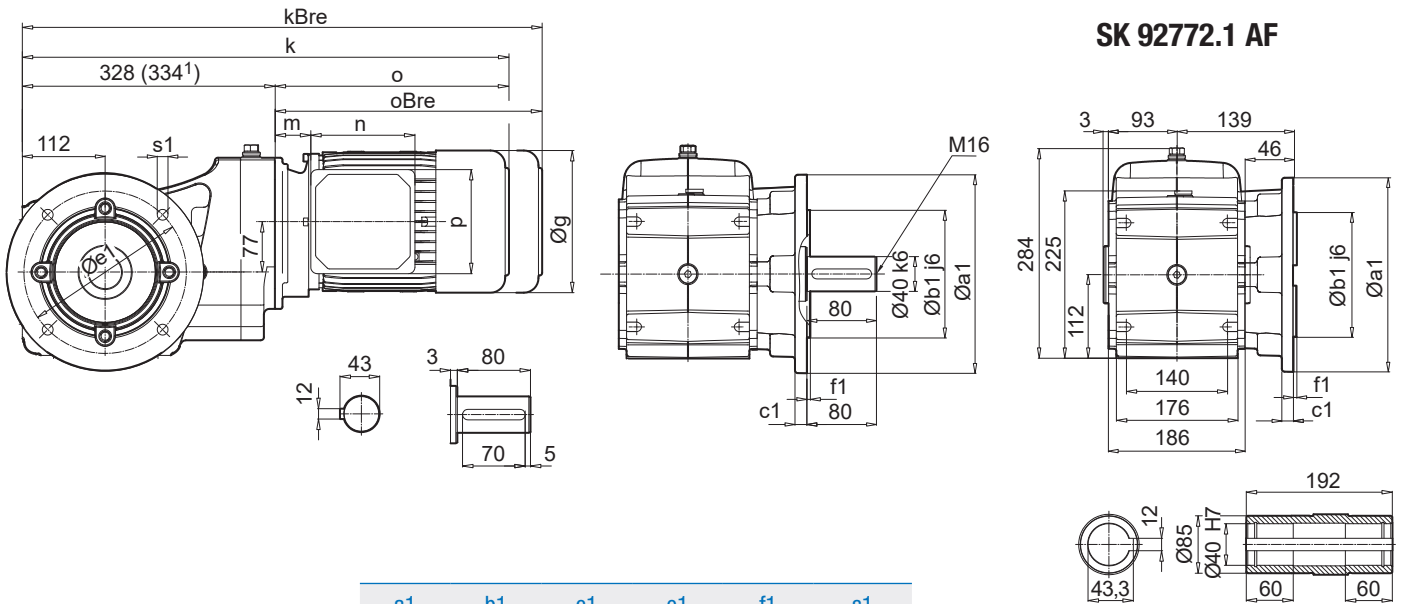 kBre
k
328 (334¹)
o
oBre
m
n
112
s1
77
Øe1
p
Øg
43
12
3
80
70
5
M16
Ø40 k6
Øb1 j6
Øa1
80
f1
c1
80
SK 92772.1 AF
3
93
139
46
284
225
112
Øb1 j6
Øa1
140
176
186
f1
c1
192
12
43,3
Ø85
Ø40 H7
60
60